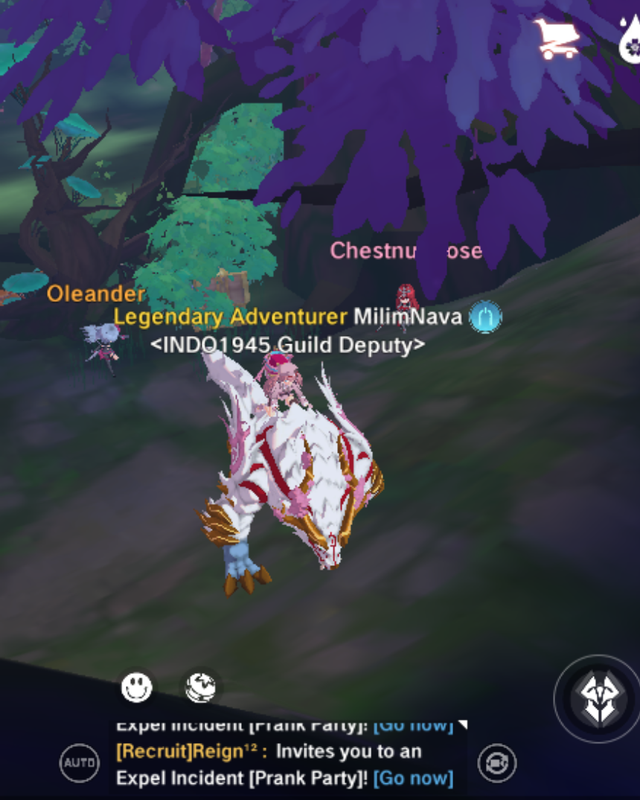 Chestnu ose
Oleander
Legendary Adventurer MilimNava
<INDO1945 Guild Deputy>
Expel Incident [Prank Party]! [Go now]
[Recruit]Reign¹² : Invites you to an
AUTO
Expel Incident [Prank Party]! [Go now]